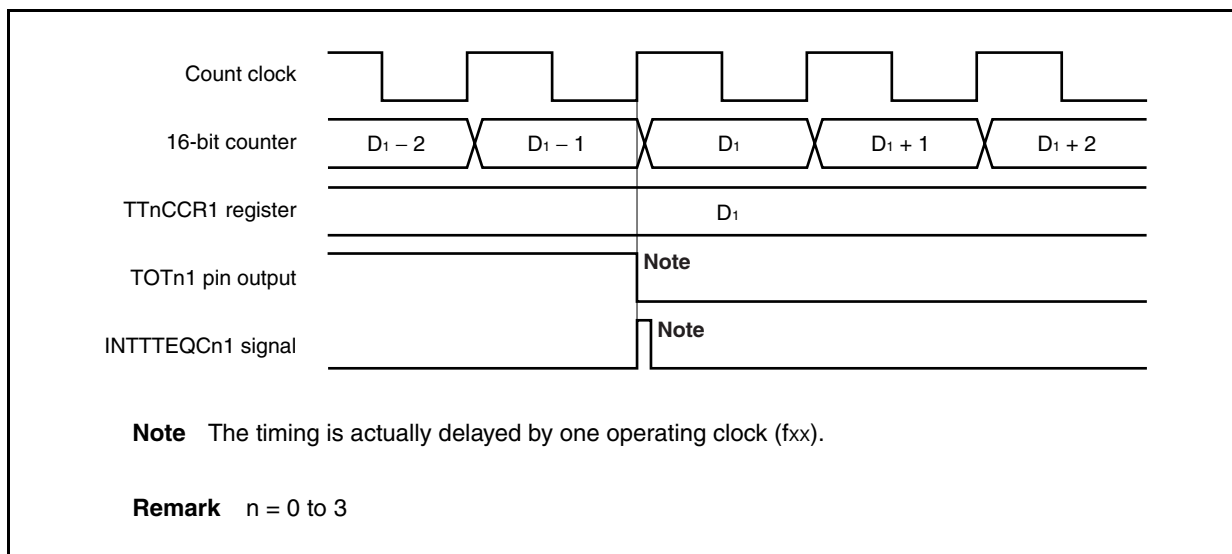 Count clock
16-bit counter
D₁ – 2
D₁ – 1
D₁
D₁ + 1
D₁ + 2
TTnCCR1 register
D₁
TOTn1 pin output
Note
INTTTEQCn1 signal
Note
Note The timing is actually delayed by one operating clock (fxx).
Remark n = 0 to 3